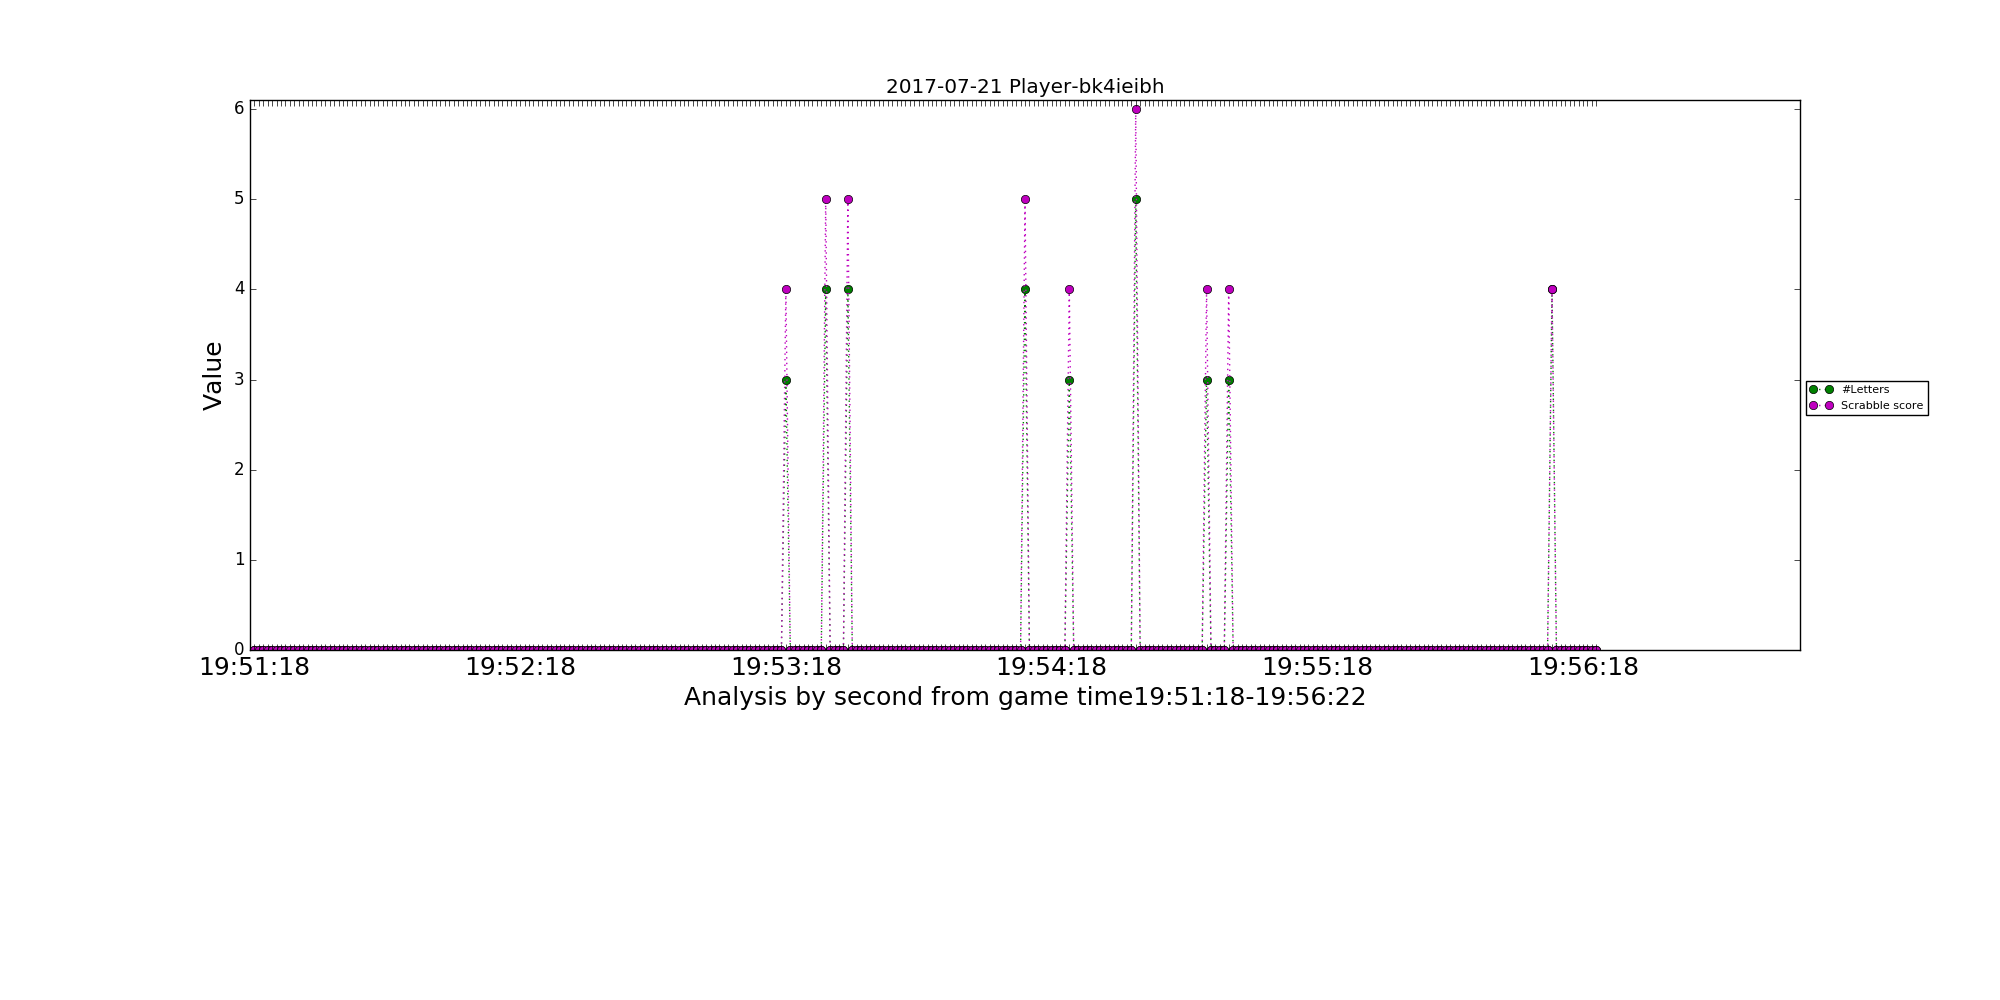 2017-07-21 Player-bk4ieibh
6
5
4
3
2
1
0
Value
19:51:18 19:52:18 19:53:18 19:54:18 19:55:18 19:56:18
Analysis by second from game time19:51:18-19:56:22
#Letters
Scrabble score